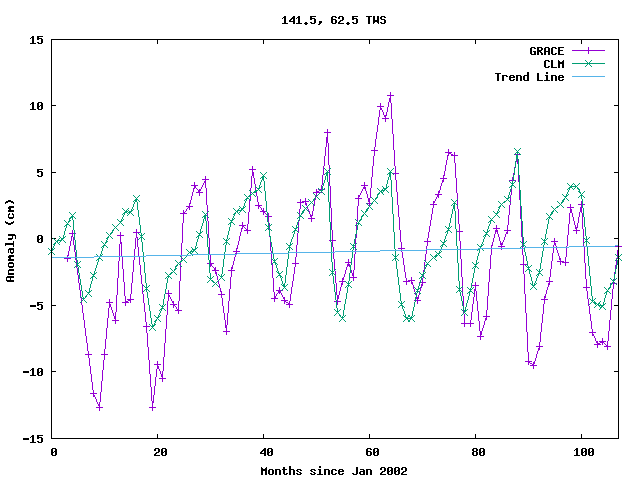 141.5, 62.5 TWS
GRACE
CLM
Trend Line
15
10
5
0
-5
-10
-15
Anomaly (cm)
0 20 40 60 80 100
Months since Jan 2002